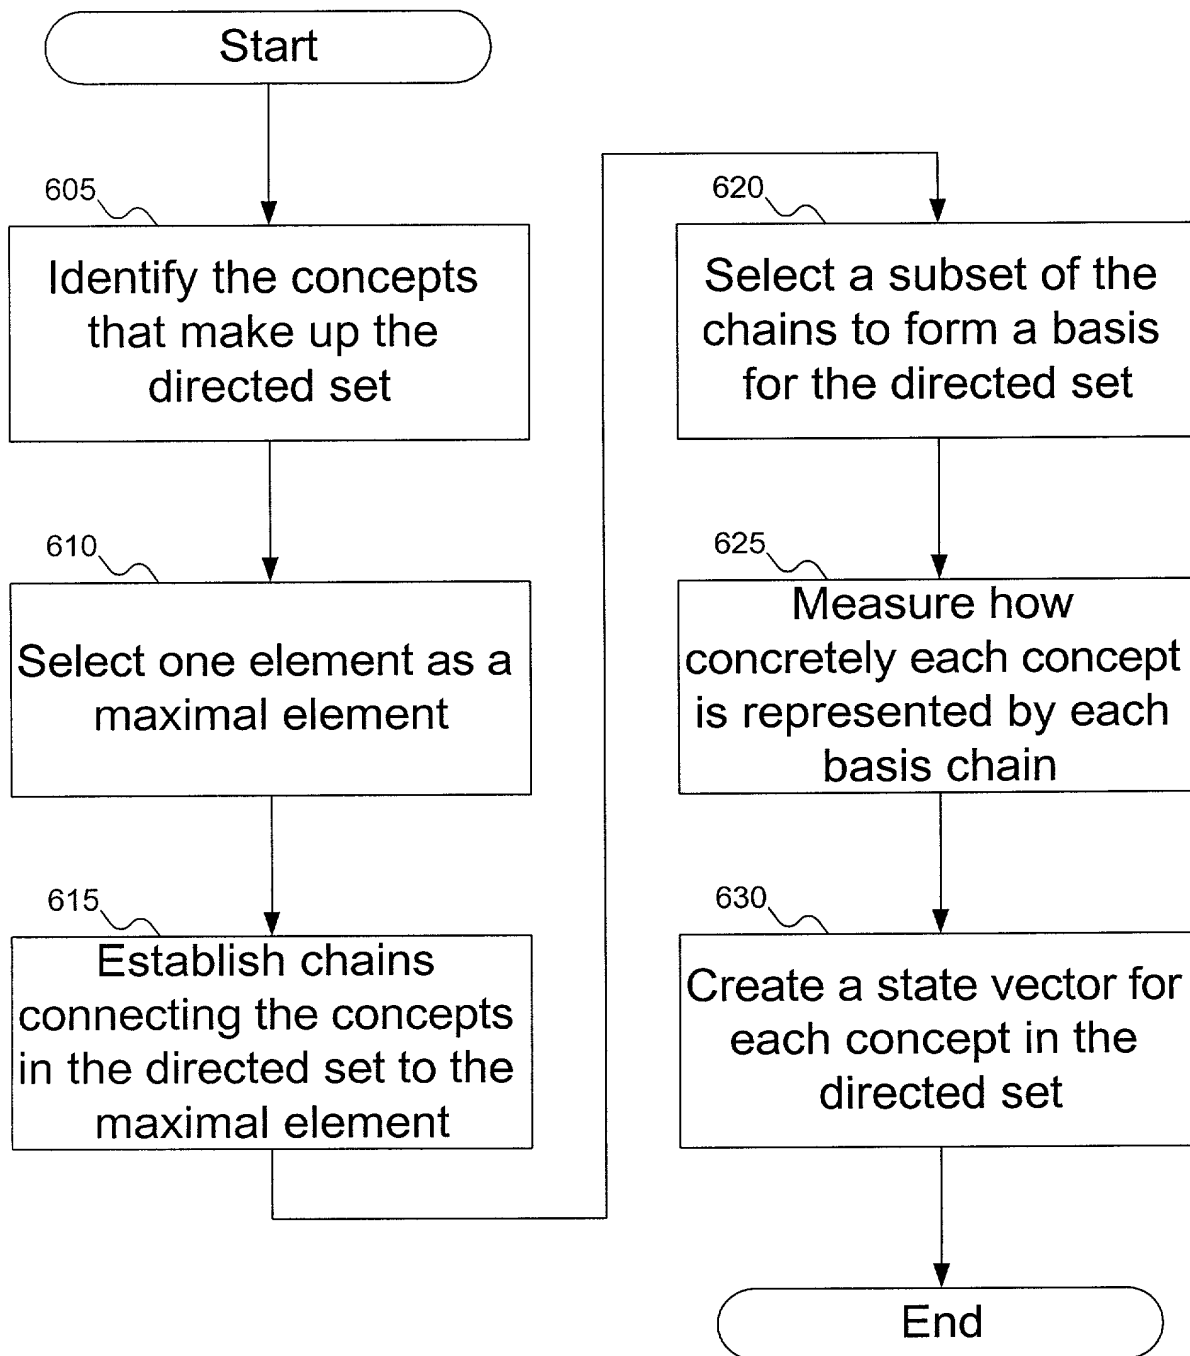 Start
605
Identify the concepts
that make up the
directed set
610
Select one element as a
maximal element
615
Establish chains
connecting the concepts
in the directed set to the
maximal element
620
Select a subset of the
chains to form a basis
for the directed set
625
Measure how
concretely each concept
is represented by each
basis chain
630
Create a state vector for
each concept in the
directed set
End